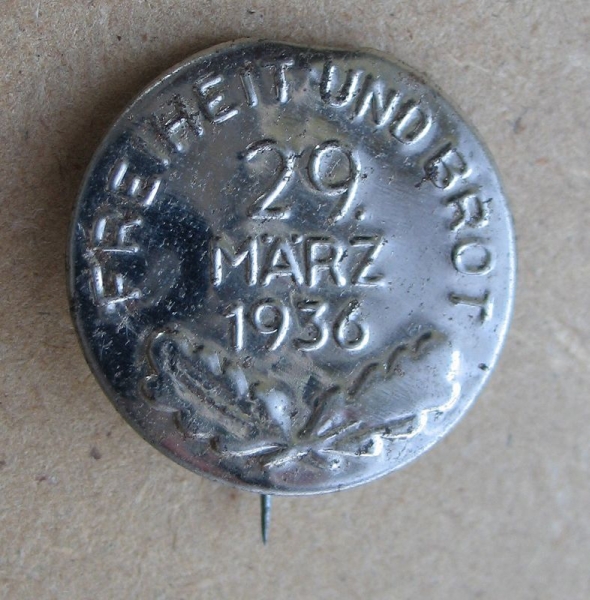 FREIHEIT UND BROT
29.
MÄRZ
1936